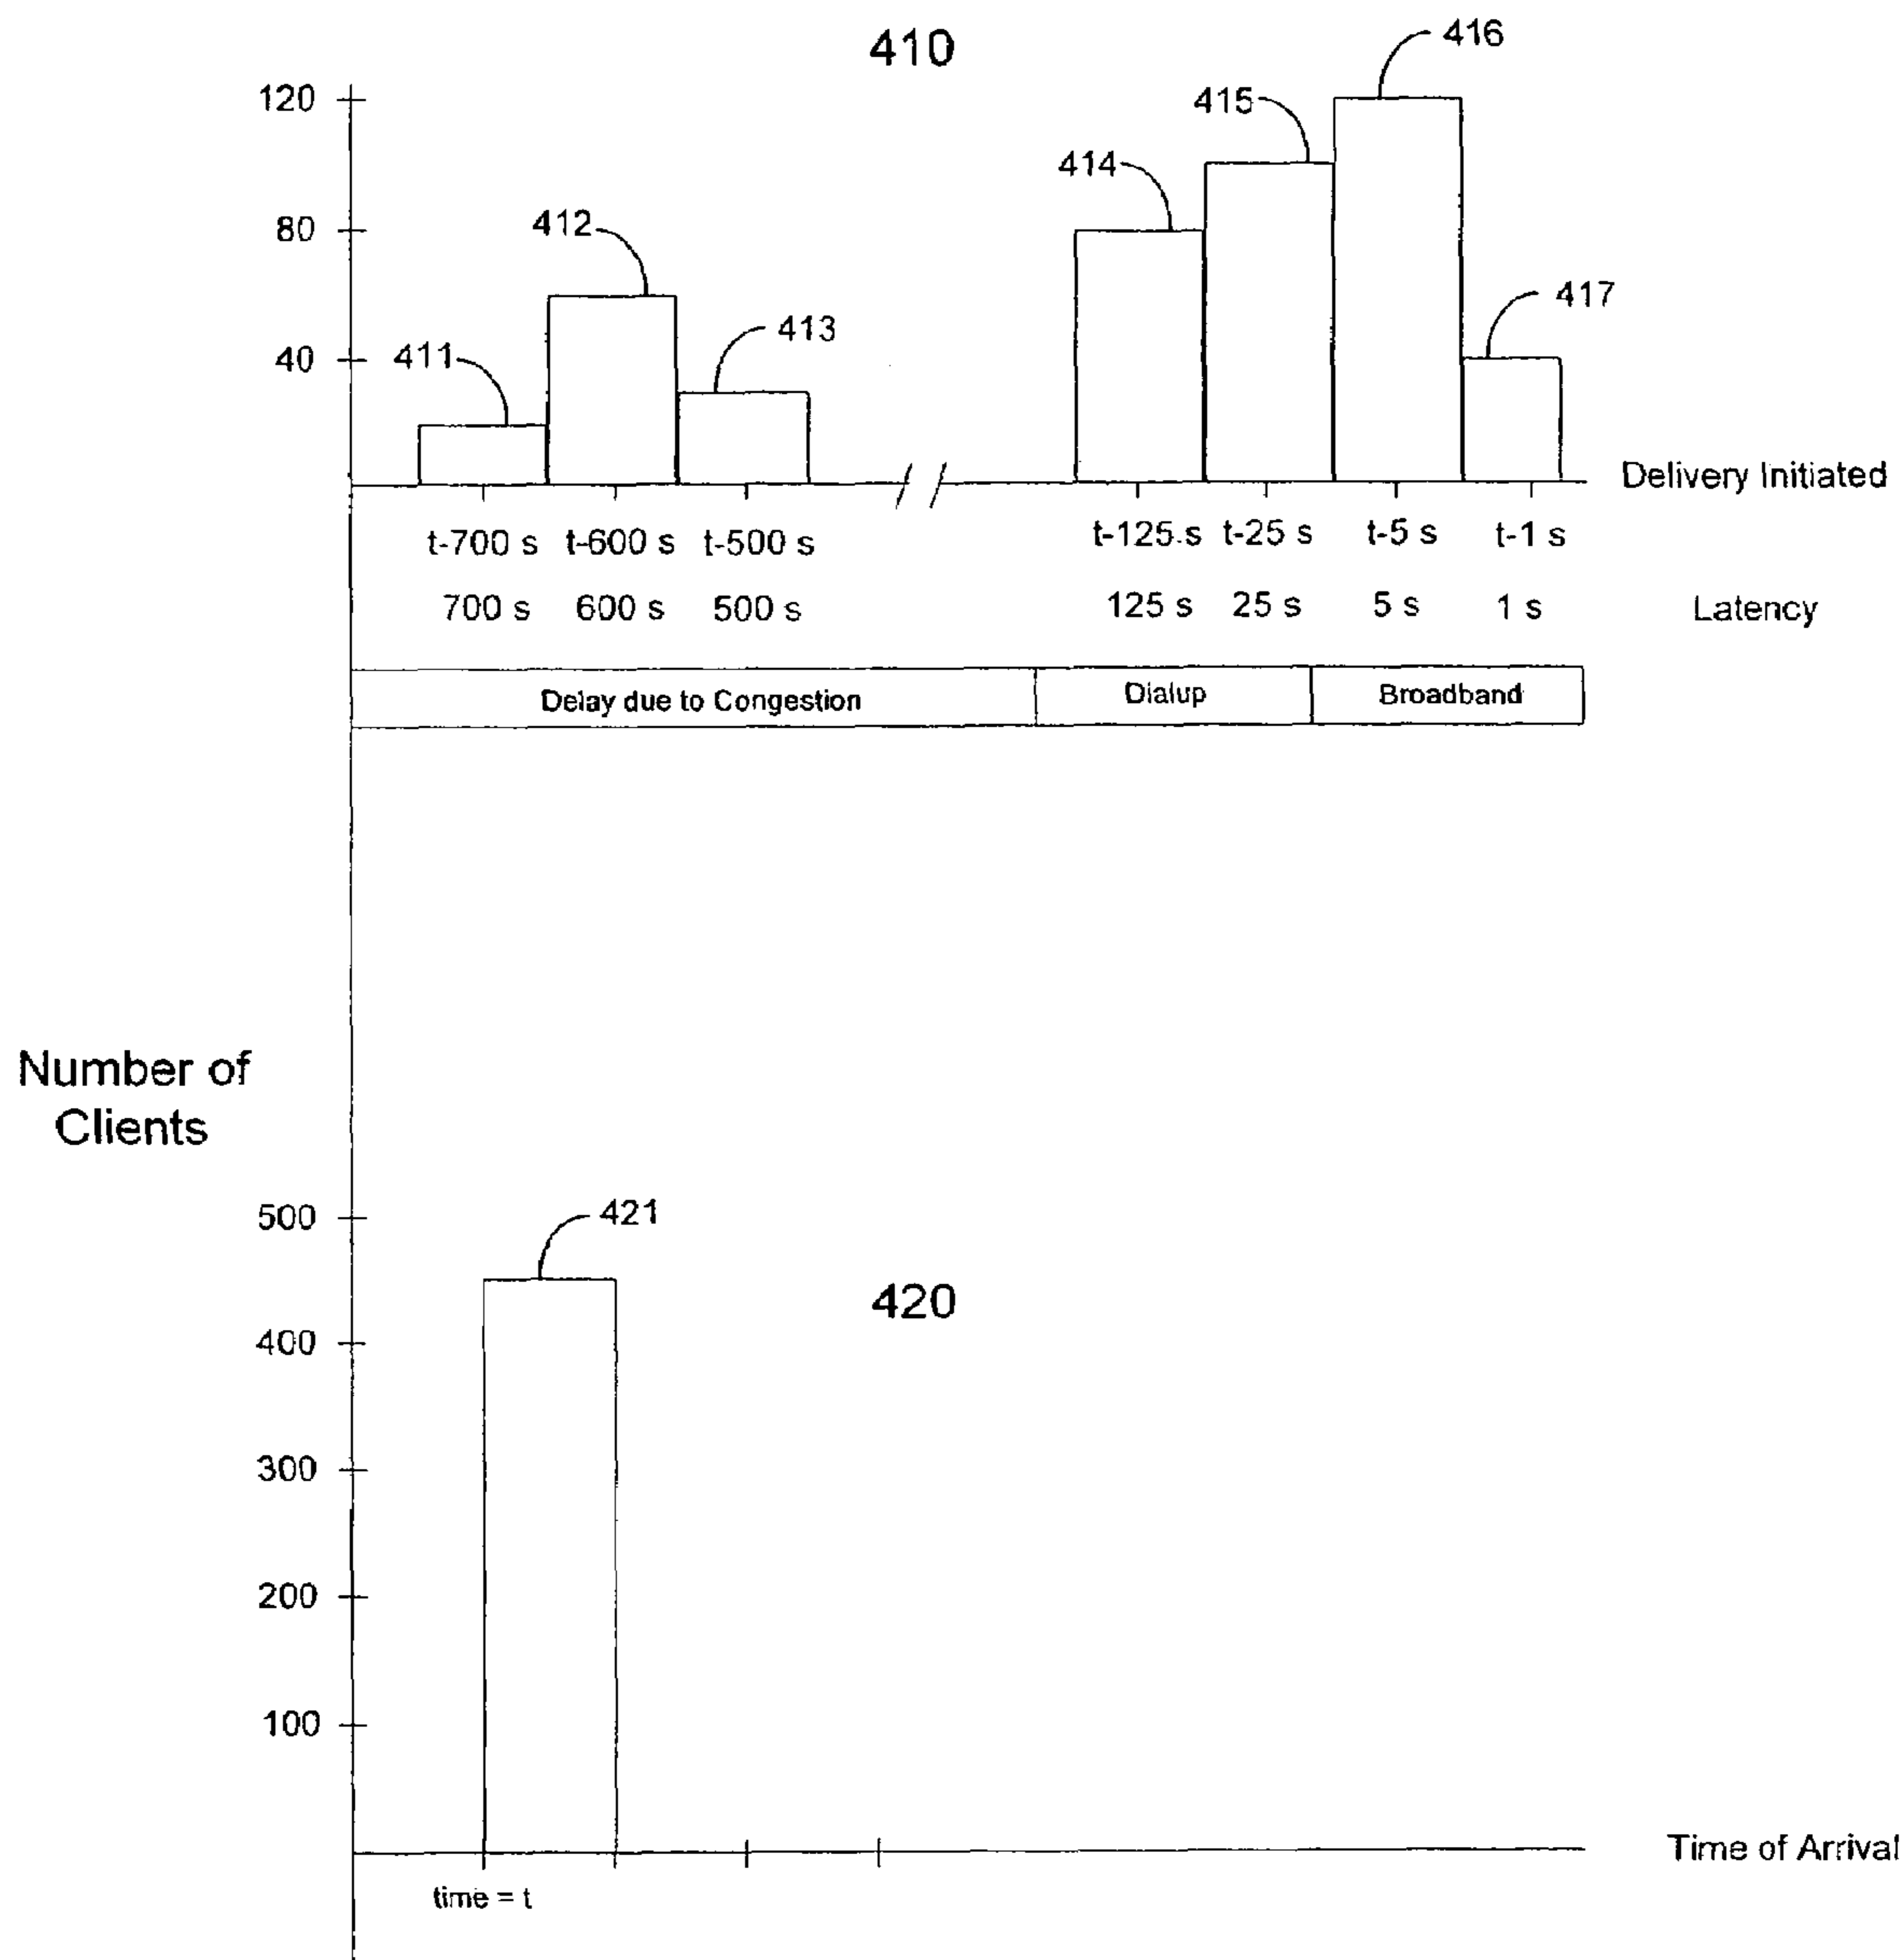 410
416
120
415
414
412
80
417
413
411
40
Delivery Initiated
t-700 s t-600 s t-500 s t-125 s t-25 s t-5 s t-1 s
700 s 600 s 500 s 125 s 25 s 5 s 1 s Latency
Delay due to Congestion Dialup Broadband
Number of
Clients
500
421
420
400
300
200
100
Time of Arrival
time = t